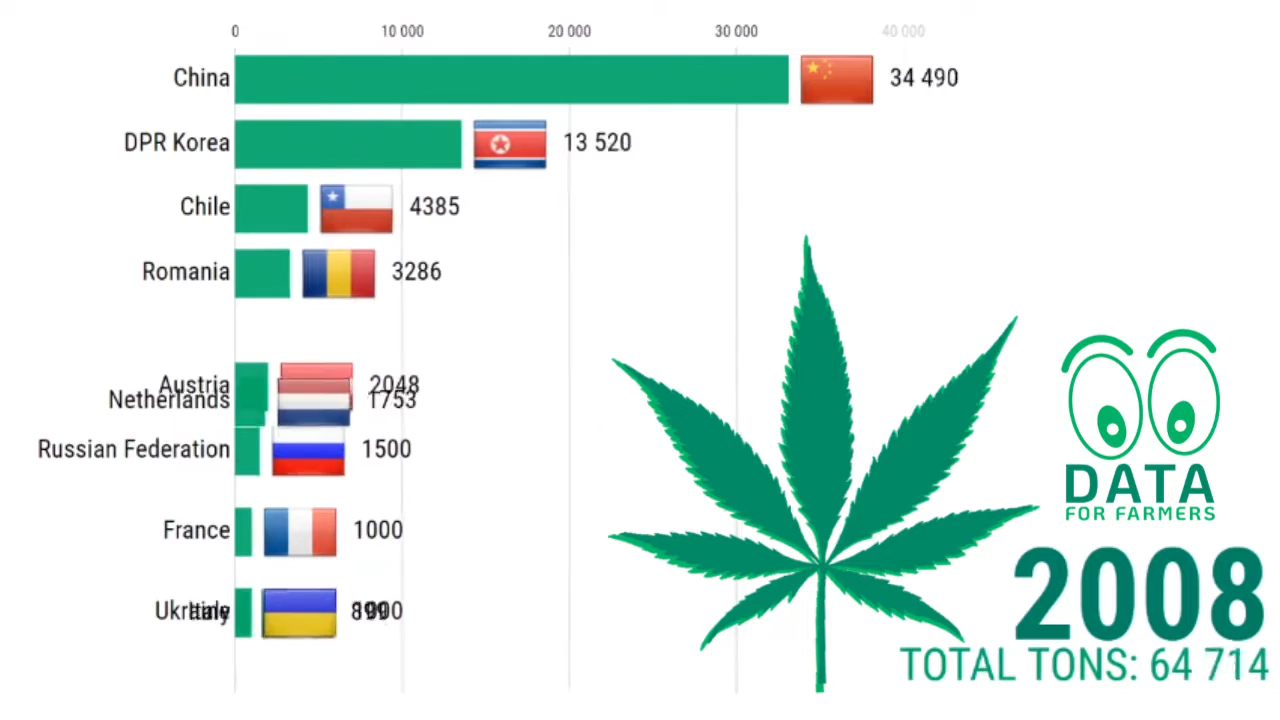 0 10 000 20 000 30 000 40 000
China 34 490
DPR Korea 13 520
Chile 4385
Romania 3286
Austria 2048
Netherlands 1753
Russian Federation 1500
France 1000
DATA
FOR FARMERS
2008
TOTAL TONS: 64 714